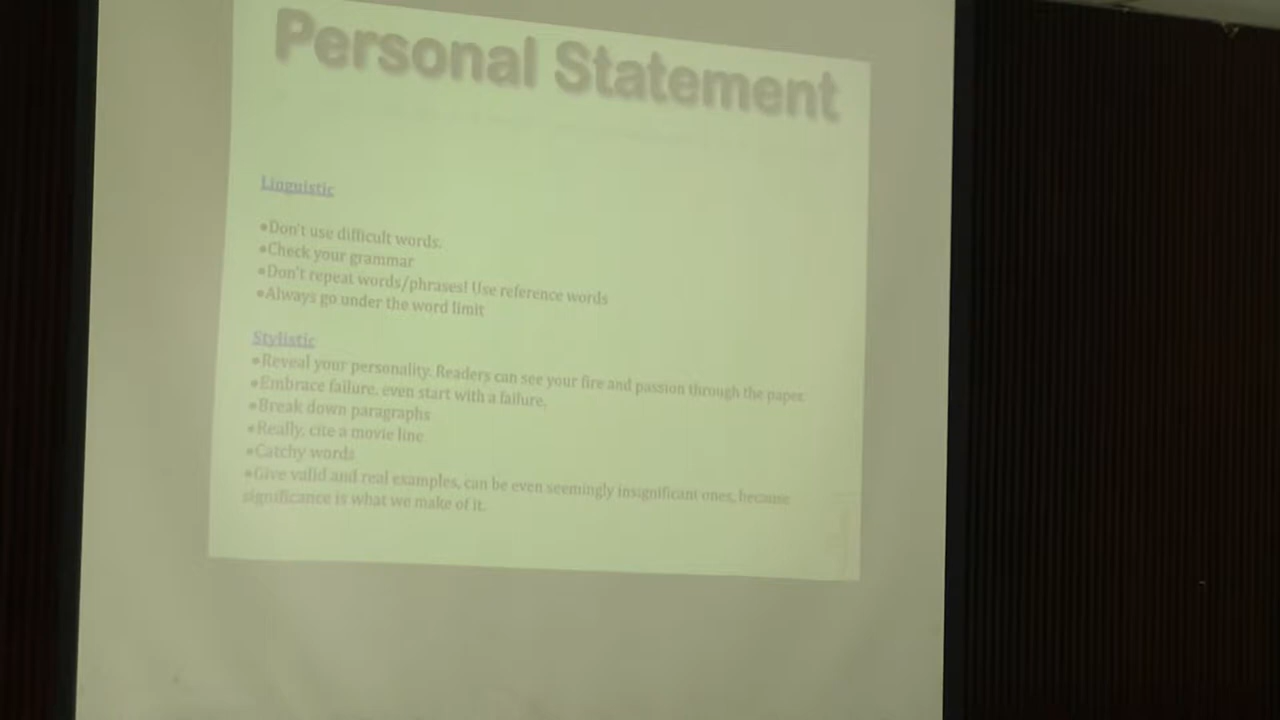 Personal Statement
Linguistic
•Don't use difficult words.
•Check your grammar
•Don't repeat words/phrases! Use reference words
•Always go under the word limit
Stylistic
•Reveal your personality. Readers can see your fire and passion through the paper.
•Embrace failure, even start with a failure.
•Break down paragraphs
•Really, cite a movie line
•Catchy words
•Give valid and real examples, can be even seemingly insignificant ones, because
significance is what we make of it.